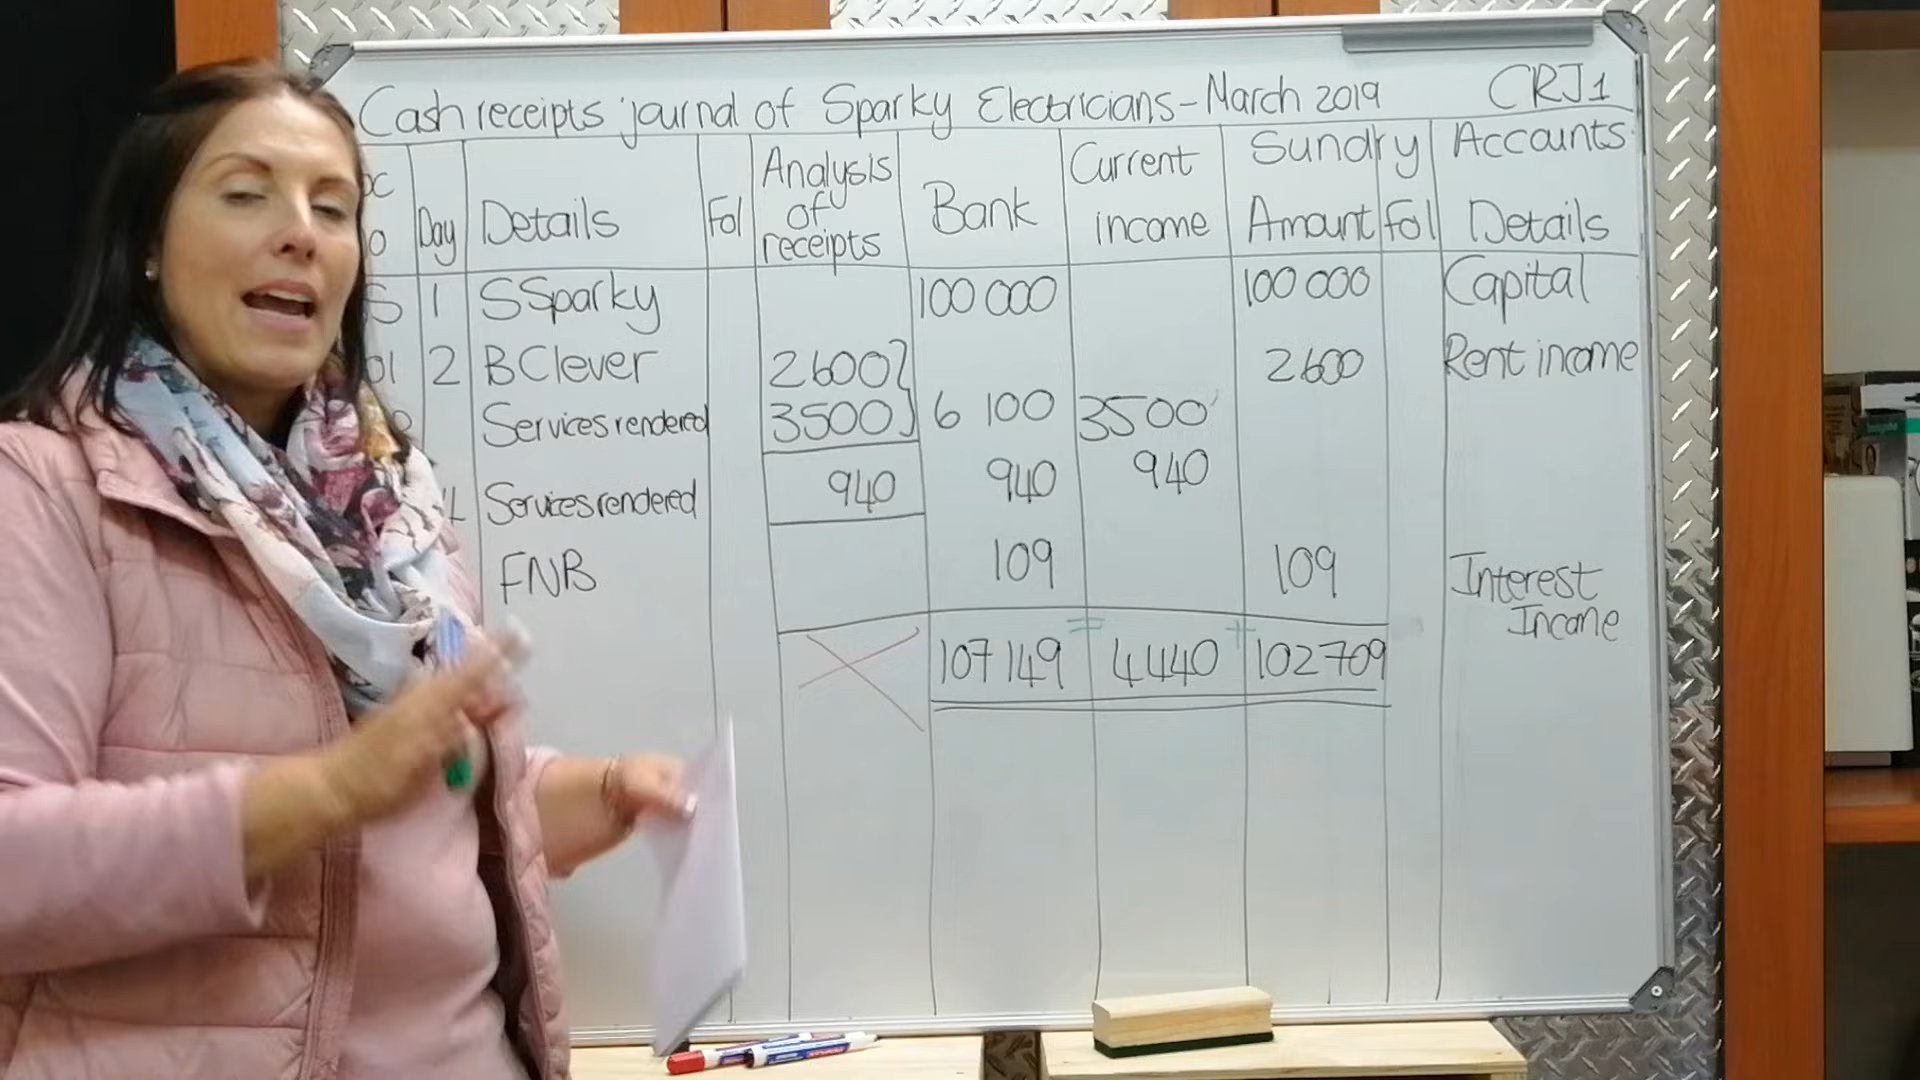 Cash receipts journal of Sparky Electricians - March 2019 CRJ1
Day Details Fol Analysis of receipts Bank Current income Sundry Amount Fol Accounts Details
1 S Sparky 100 000 100 000 Capital
2 B Clever 2600 2600 Rent income
Services rendered 3500 6 100 3500
Services rendered 940 940 940
FNB 109 109 Interest Income
= +
107 149 4440 102 709